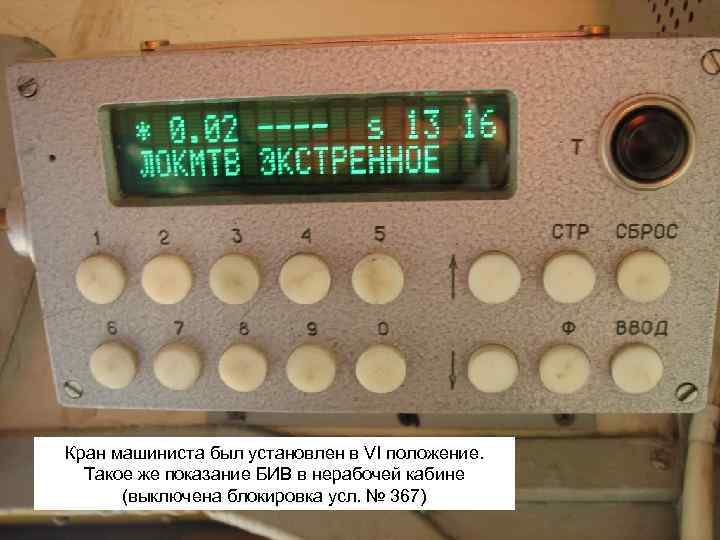 * 0.02 ---- s 13 16
ЛОКМТВ ЭКСТРЕННОЕ
Т
1 2 3 4 5 СТР СБРОС
6 7 8 9 0 Ф ВВОД
Кран машиниста был установлен в VI положение.
Такое же показание БИВ в нерабочей кабине
(выключена блокировка усл. № 367)